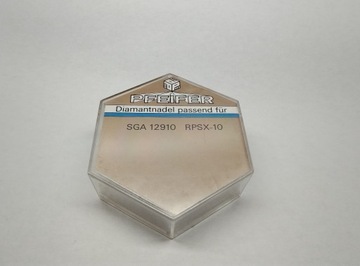 PFEIFER
Diamantnadel passend für
SGA 12910 RPSX-10